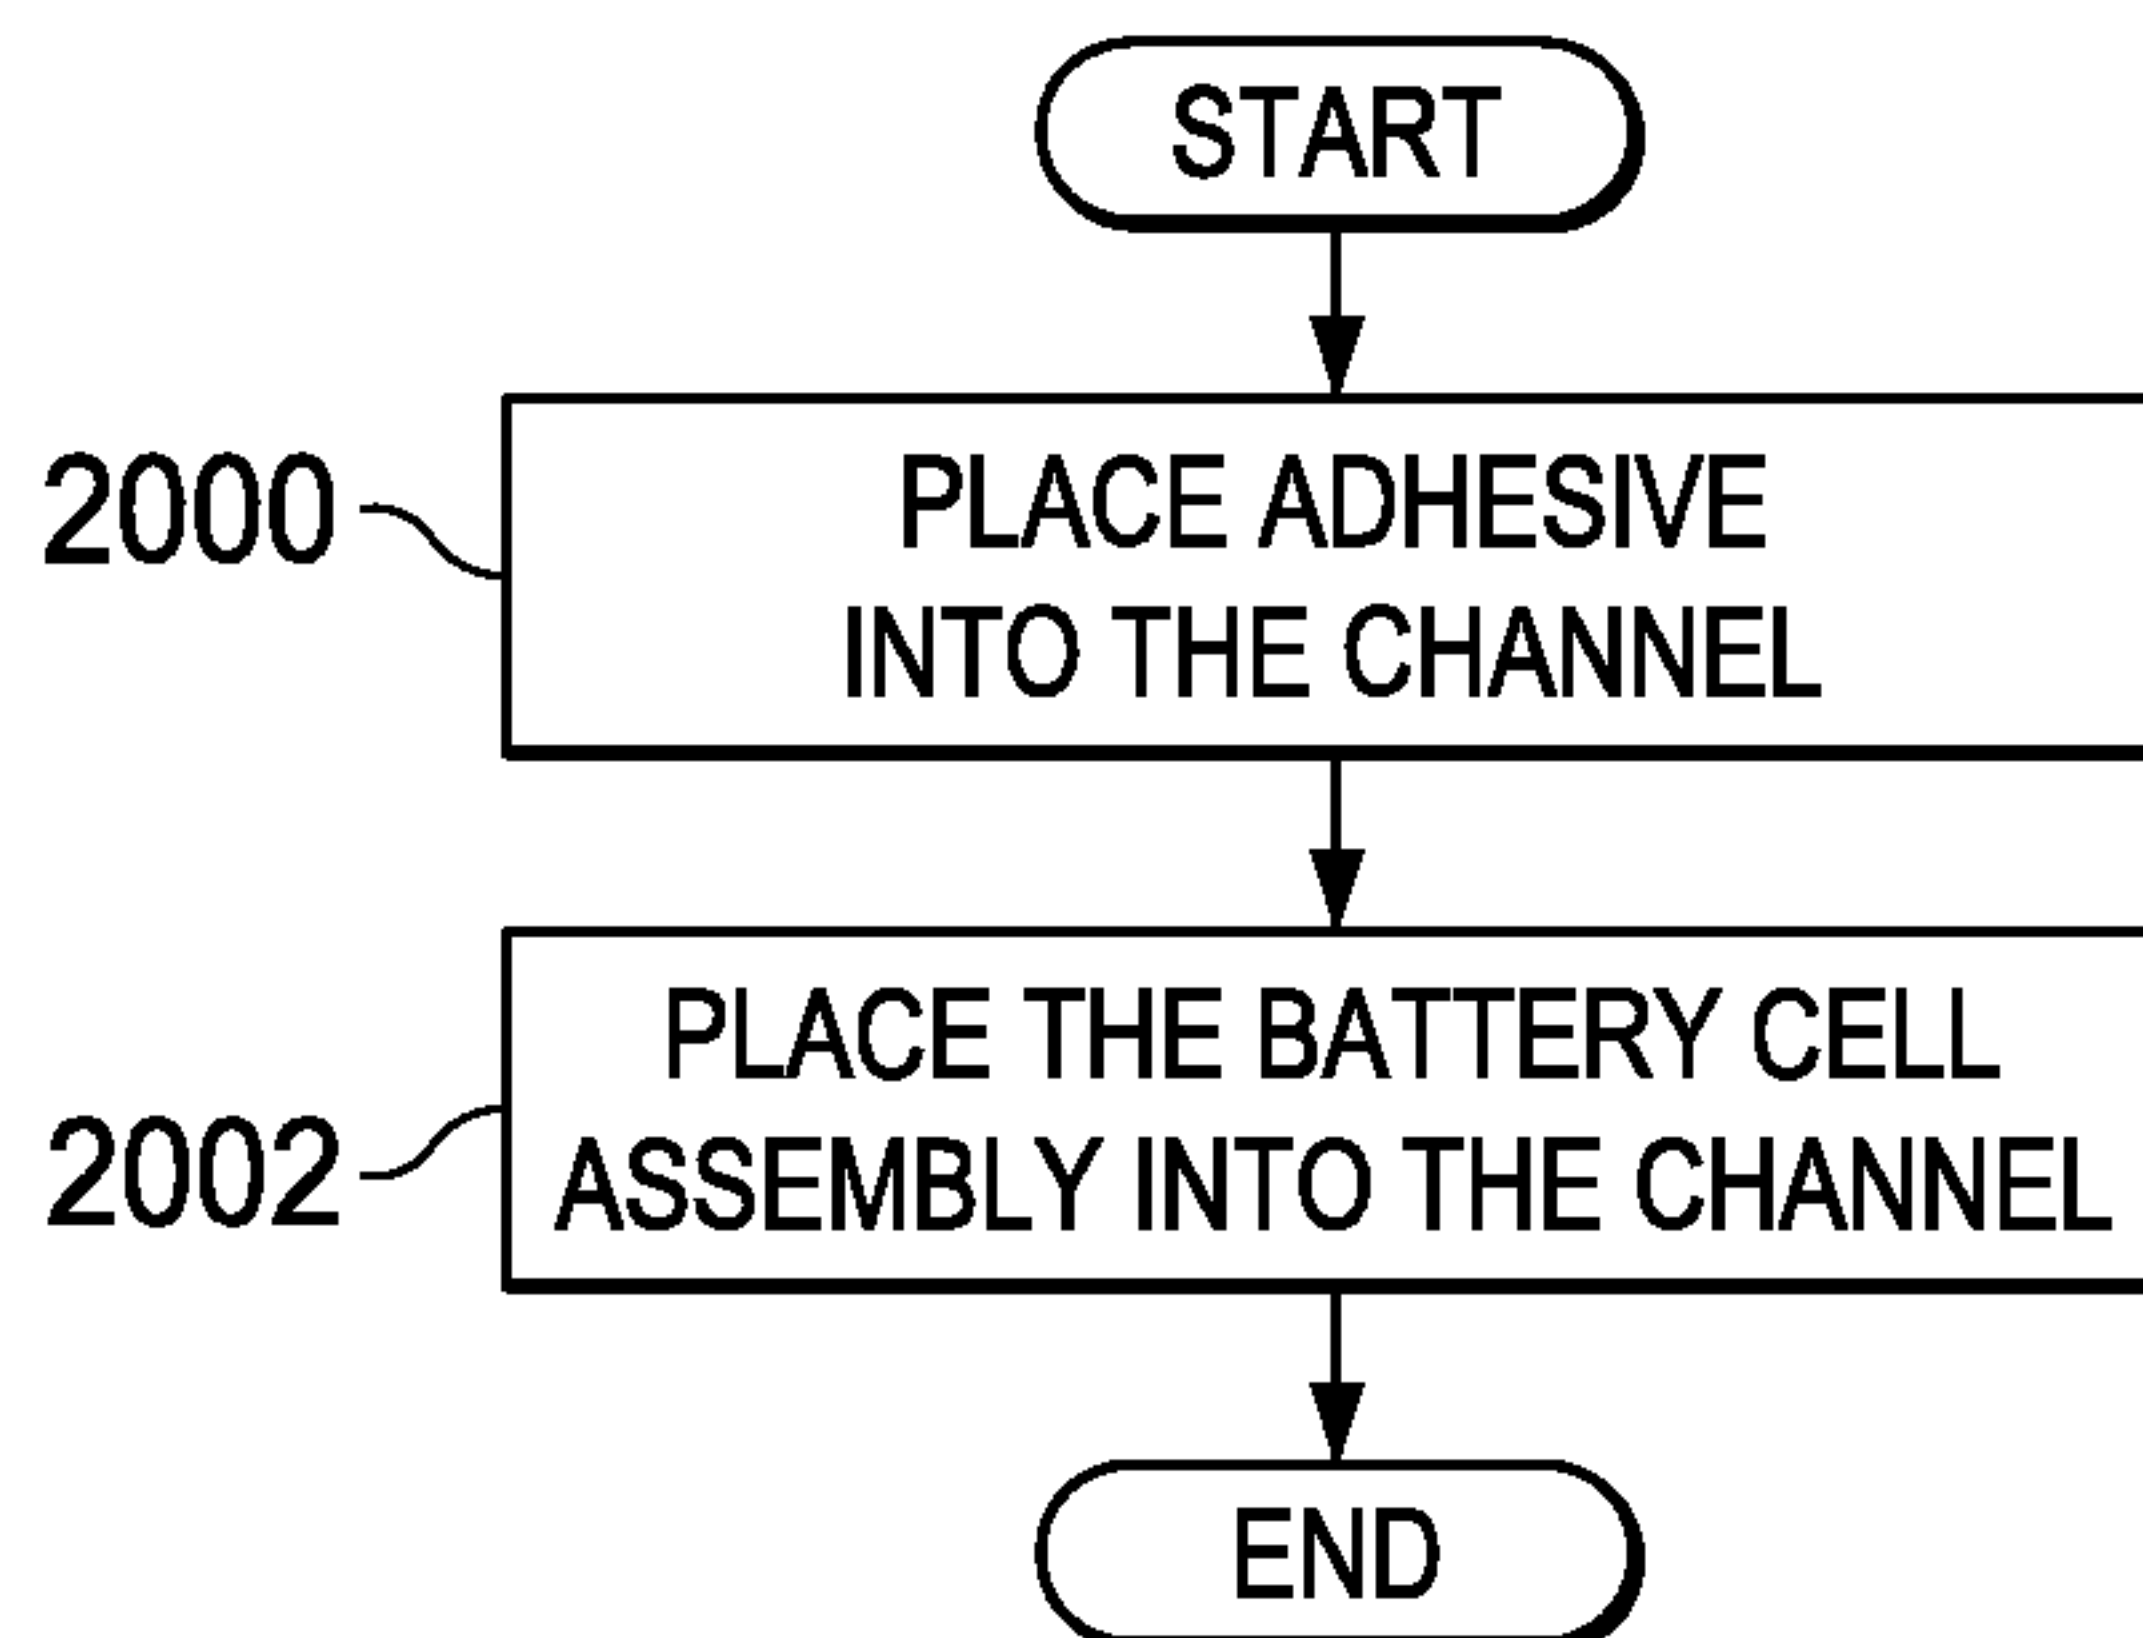 START
2000
PLACE ADHESIVE
INTO THE CHANNEL
2002
PLACE THE BATTERY CELL
ASSEMBLY INTO THE CHANNEL
END